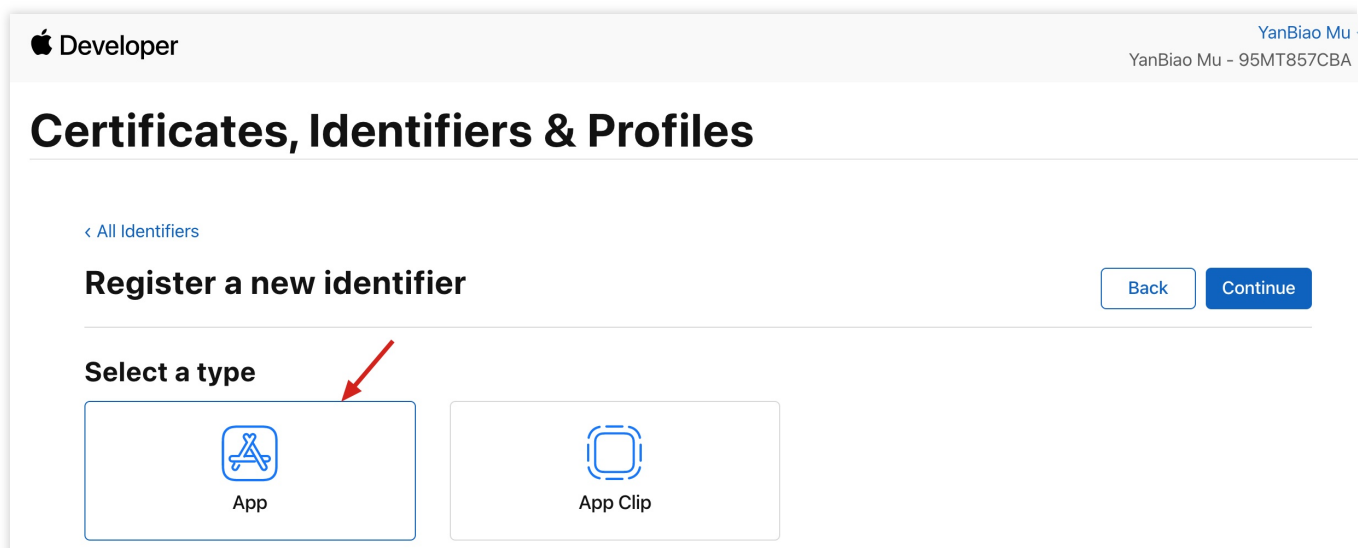 Developer
YanBiao Mu
YanBiao Mu - 95MT857CBA
Certificates, Identifiers & Profiles
‹ All Identifiers
Register a new identifier
Back
Continue
Select a type
App
App Clip